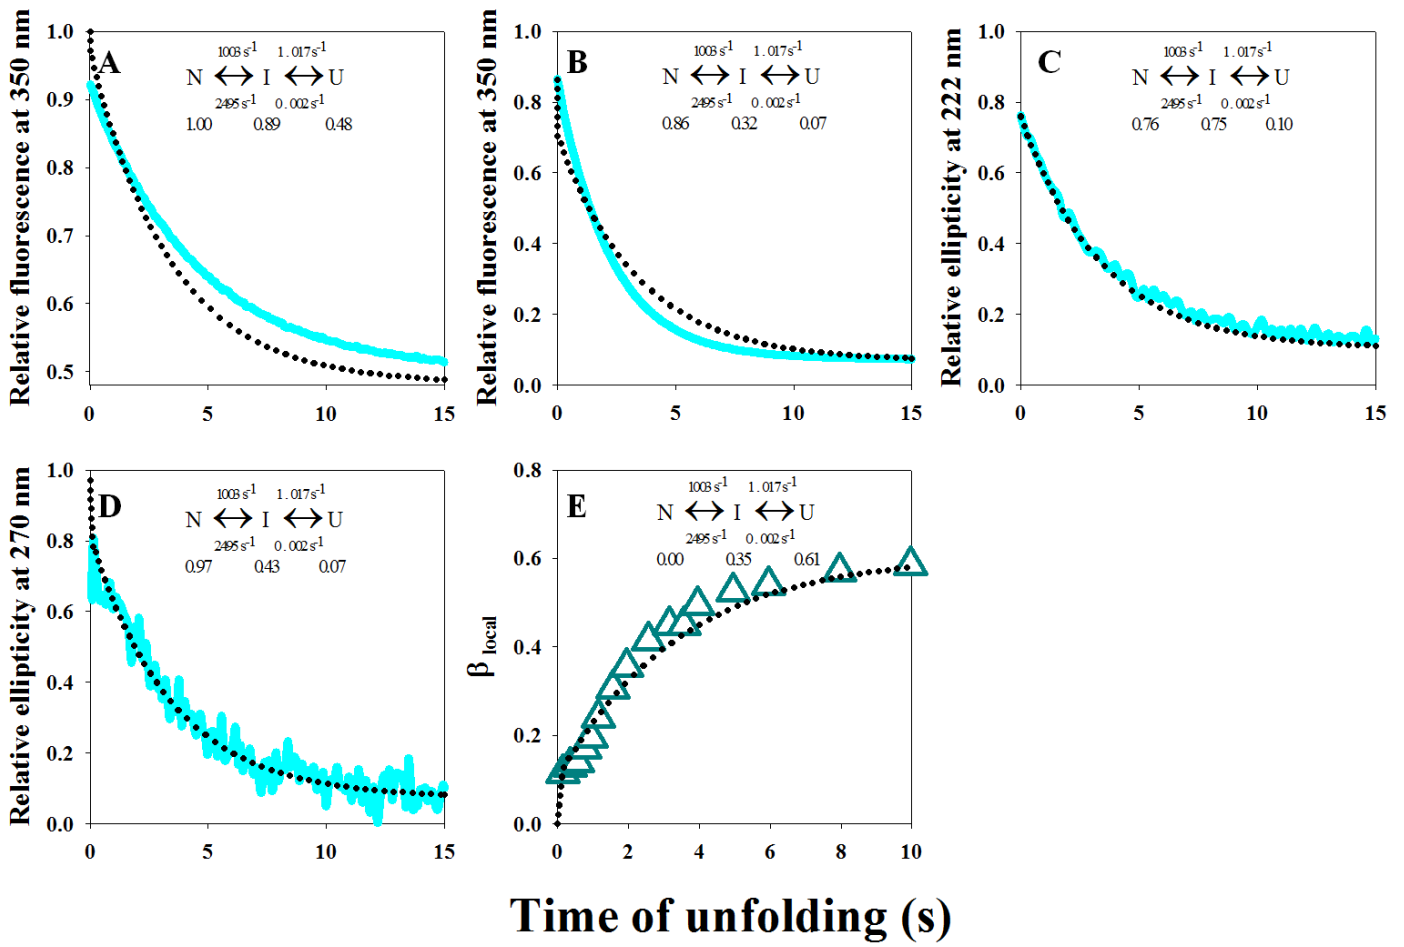 Relative fluorescence at 350 nm
1.0
0.9
0.8
0.7
0.6
0.5
A
1003 s-1 1.017 s-1
N ↔ I ↔ U
2495 s-1 0.002 s-1
1.00 0.89 0.48
0 5 10 15
Relative fluorescence at 350 nm
1.0
0.8
0.6
0.4
0.2
0.0
B
1003 s-1 1.017 s-1
N ↔ I ↔ U
2495 s-1 0.002 s-1
0.86 0.32 0.07
0 5 10 15
Relative ellipticity at 222 nm
1.0
0.8
0.6
0.4
0.2
0.0
C
1003 s-1 1.017 s-1
N ↔ I ↔ U
2495 s-1 0.002 s-1
0.76 0.75 0.10
0 5 10 15
Relative ellipticity at 270 nm
1.0
0.8
0.6
0.4
0.2
0.0
D
1003 s-1 1.017 s-1
N ↔ I ↔ U
2495 s-1 0.002 s-1
0.97 0.43 0.07
0 5 10 15
β local
0.8
0.6
0.4
0.2
0.0
E
1003 s-1 1.017 s-1
N ↔ I ↔ U
2495 s-1 0.002 s-1
0.00 0.35 0.61
0 2 4 6 8 10
Time of unfolding (s)